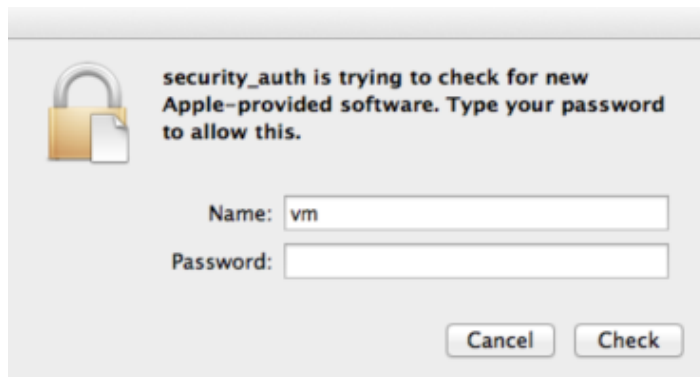 security_auth is trying to check for new
Apple-provided software. Type your password
to allow this.
Name: vm
Password:
Cancel Check